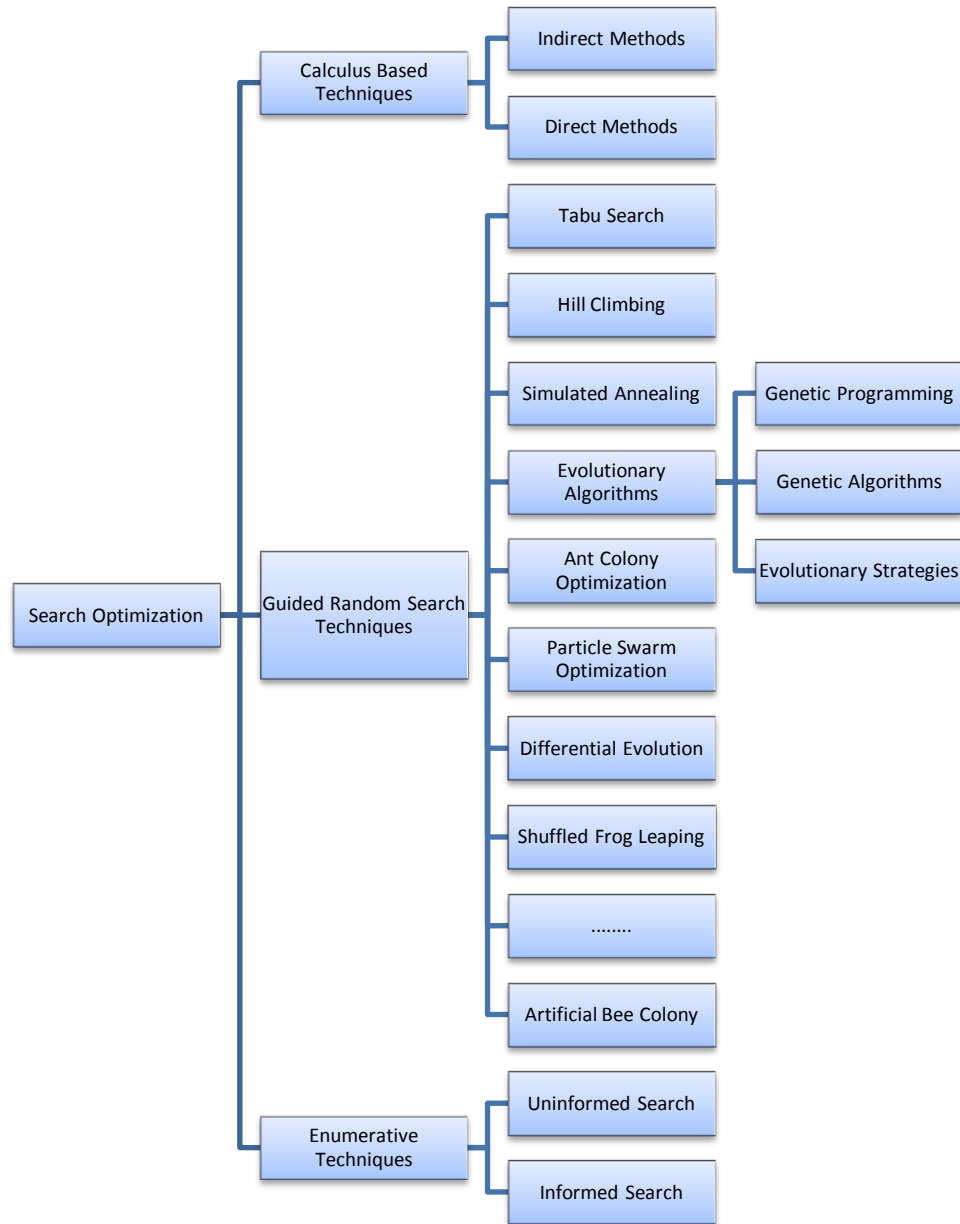 Indirect Methods
Calculus Based
Techniques
Direct Methods
Tabu Search
Hill Climbing
Simulated Annealing
Genetic Programming
Evolutionary
Algorithms
Genetic Algorithms
Ant Colony
Optimization
Evolutionary Strategies
Search Optimization
Guided Random Search
Techniques
Particle Swarm
Optimization
Differential Evolution
Shuffled Frog Leaping
........
Artificial Bee Colony
Uninformed Search
Enumerative
Techniques
Informed Search